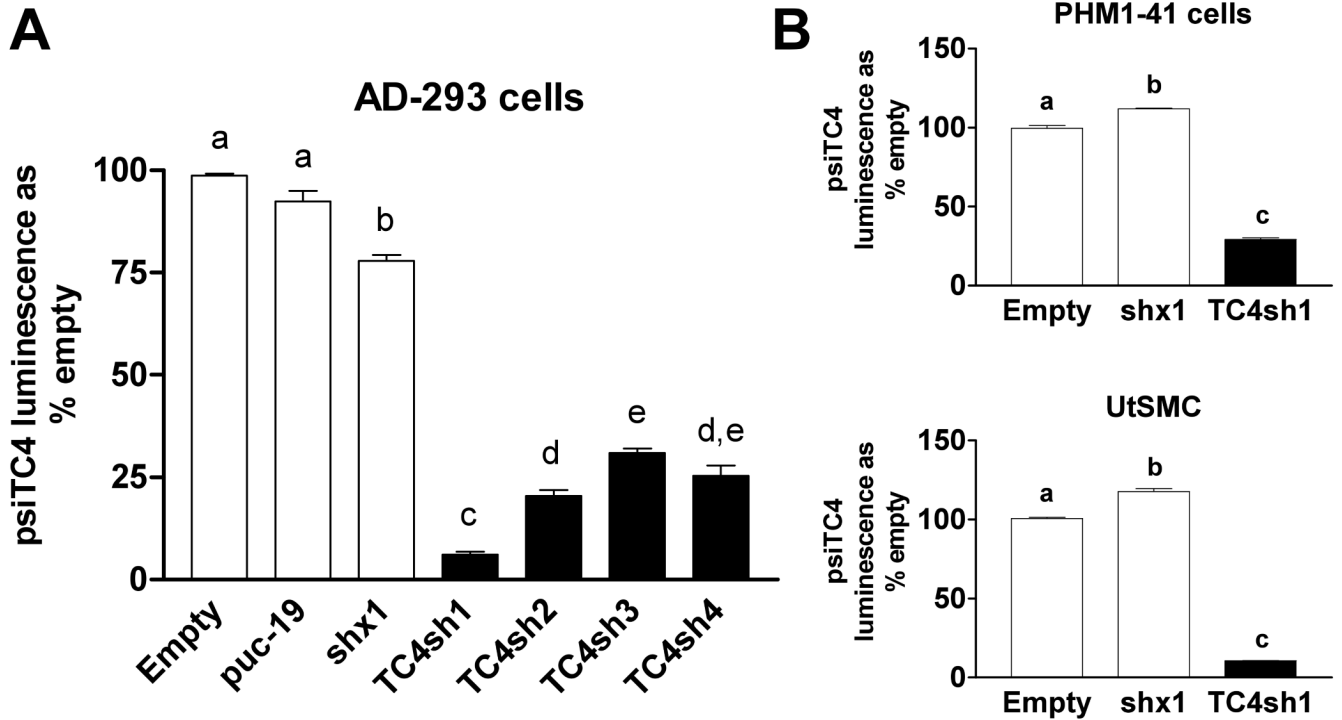 A
AD-293 cells
psiTC4 luminescence as
% empty
100
75
50
25
0
a
a
b
c
d
e
d,e
Empty
puc-19
shx1
TC4sh1
TC4sh2
TC4sh3
TC4sh4
B
PHM1-41 cells
psiTC4
luminescence as
% empty
150
100
50
0
a
b
c
Empty
shx1
TC4sh1
UtSMC
psiTC4
luminescence as
% empty
150
100
50
0
a
b
c
Empty
shx1
TC4sh1